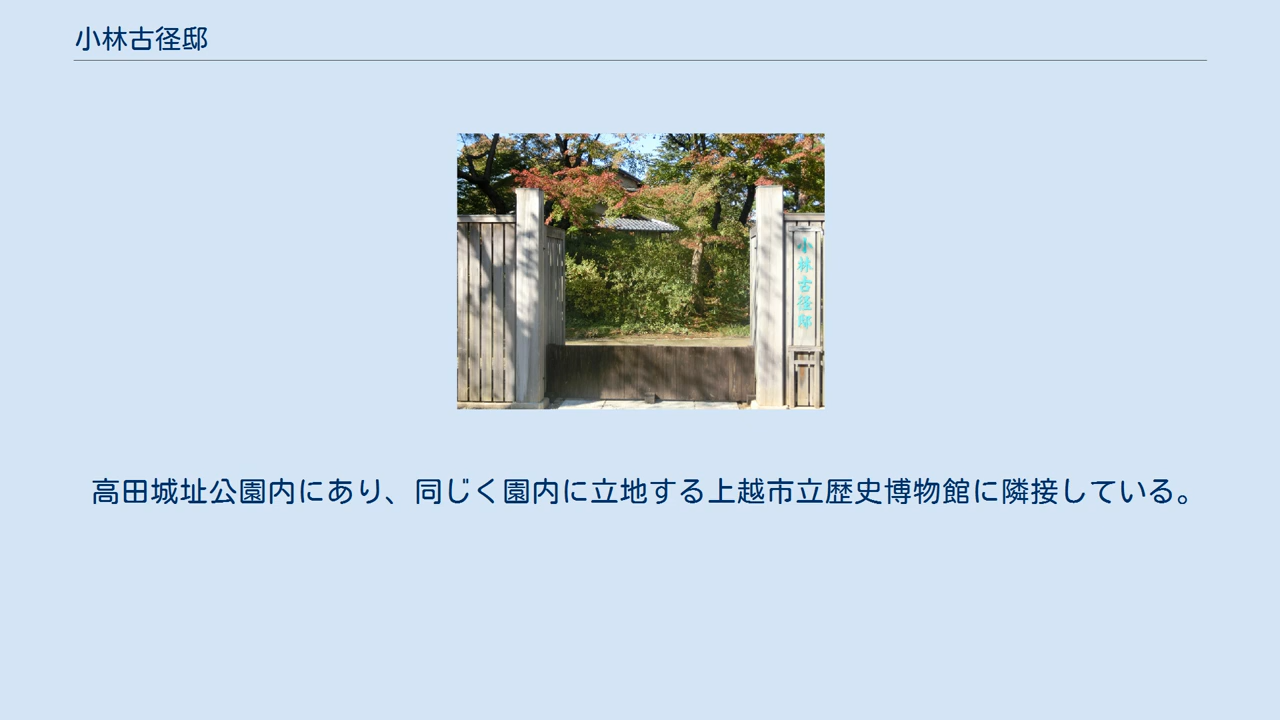 小林古径邸
小林古径邸
高田城址公園内にあり、同じく園内に立地する上越市立歴史博物館に隣接している。